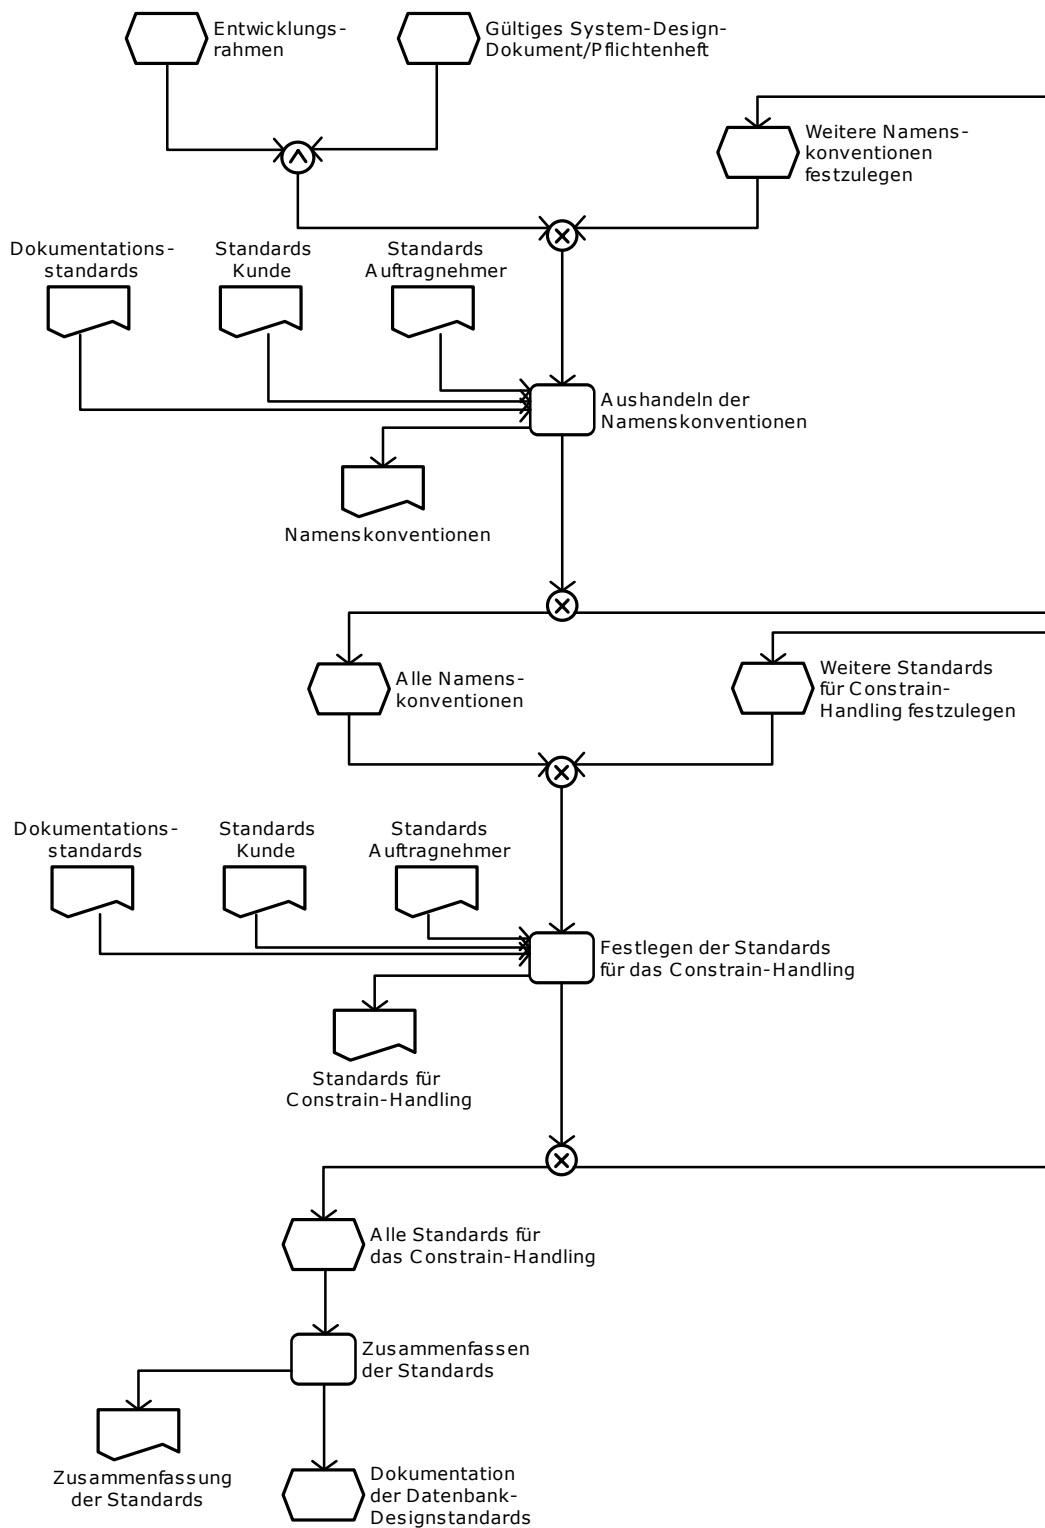 Entwicklungs-
rahmen
Gültiges System-Design-
Dokument/Pflichtenheft
Weitere Namens-
konventionen
festzulegen
Dokumentations-
standards
Standards
Kunde
Standards
Auftragnehmer
Aushandeln der
Namenskonventionen
Namenskonventionen
Alle Namens-
konventionen
Weitere Standards
für Constrain-
Handling festzulegen
Dokumentations-
standards
Standards
Kunde
Standards
Auftragnehmer
Festlegen der Standards
für das Constrain-Handling
Standards für
Constrain-Handling
Alle Standards für
das Constrain-Handling
Zusammenfassen
der Standards
Zusammenfassung
der Standards
Dokumentation
der Datenbank-
Designstandards